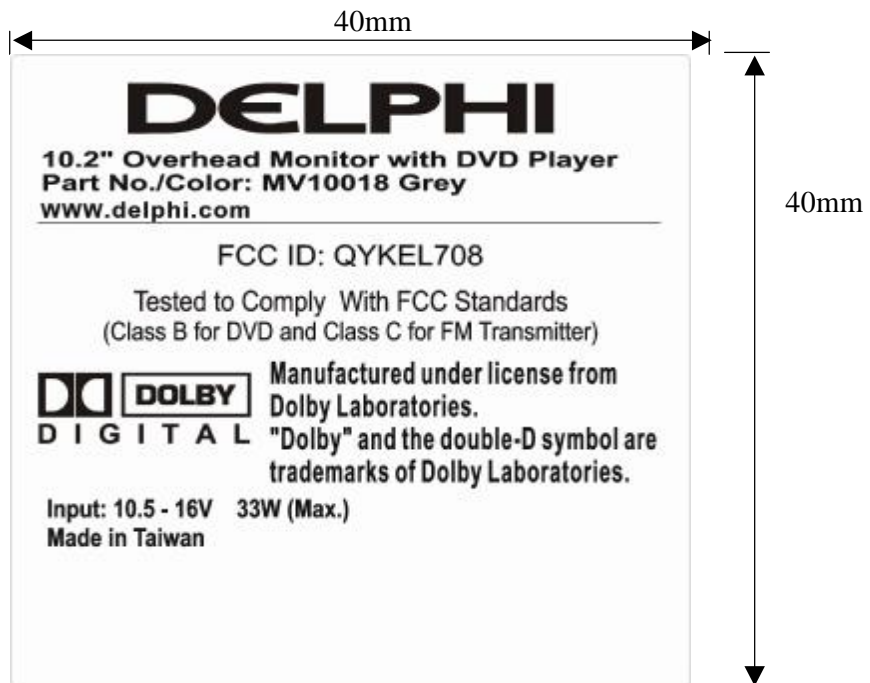 40mm
DELPHI
10.2" Overhead Monitor with DVD Player
Part No./Color: MV10018 Grey
www.delphi.com
40mm
FCC ID: QYKEL708
Tested to Comply With FCC Standards
(Class B for DVD and Class C for FM Transmitter)
DOLBY
DIGITAL
Manufactured under license from
Dolby Laboratories.
"Dolby" and the double-D symbol are
trademarks of Dolby Laboratories.
Input: 10.5 - 16V 33W (Max.)
Made in Taiwan